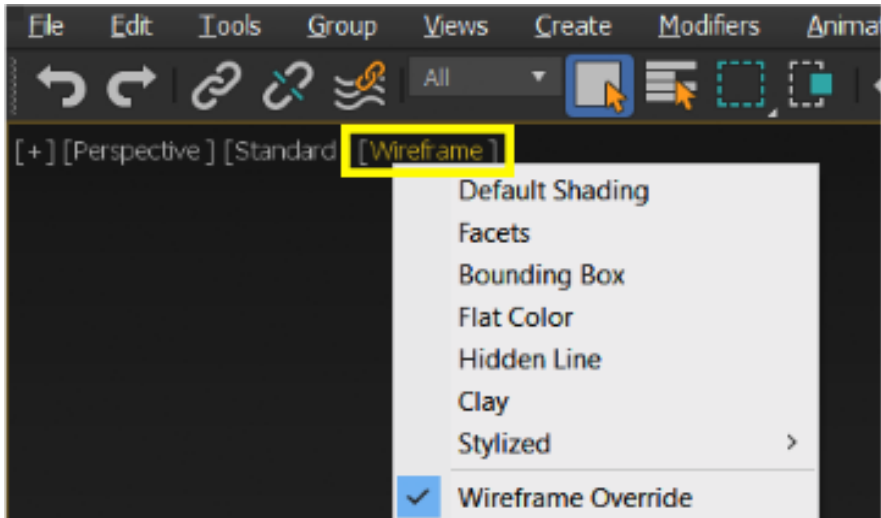 File Edit Tools Group Views Create Modifiers Anima
All
[+] [Perspective ] [Standard [Wireframe ]
Default Shading
Facets
Bounding Box
Flat Color
Hidden Line
Clay
Stylized >
Wireframe Override